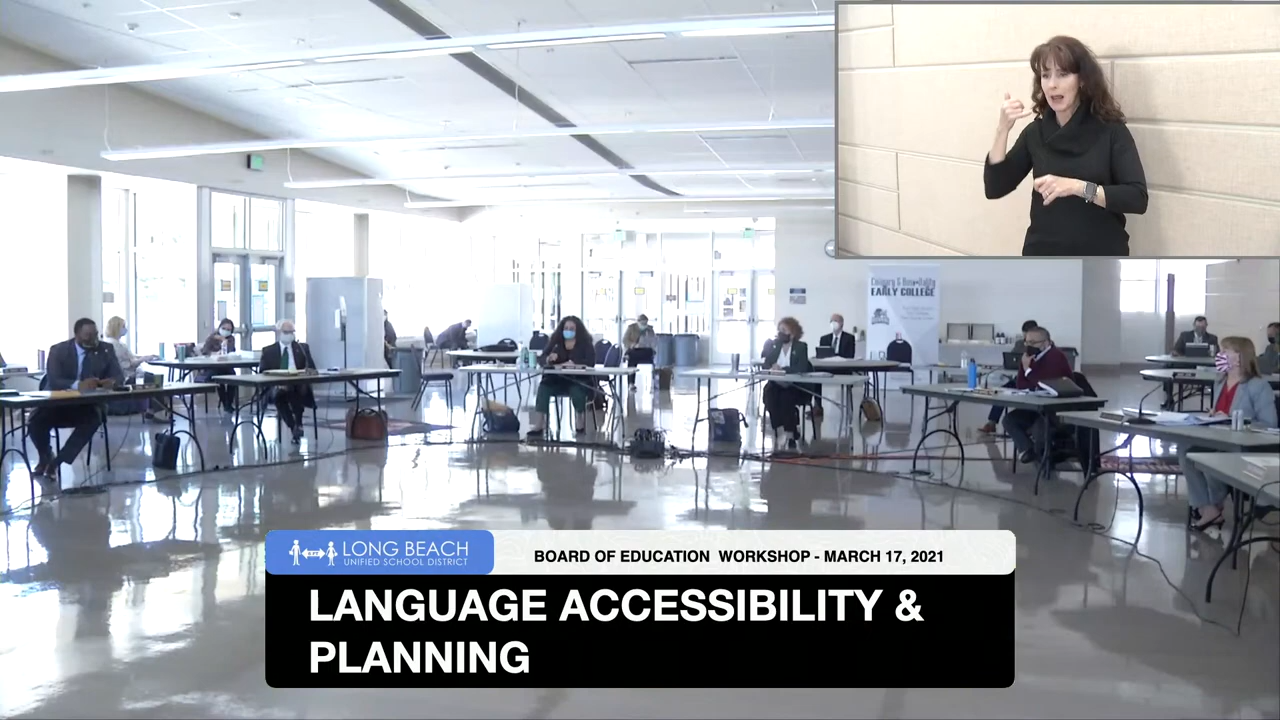 EARLY COLLEGE
LONG BEACH
UNIFIED SCHOOL DISTRICT
BOARD OF EDUCATION WORKSHOP - MARCH 17, 2021
LANGUAGE ACCESSIBILITY &
PLANNING